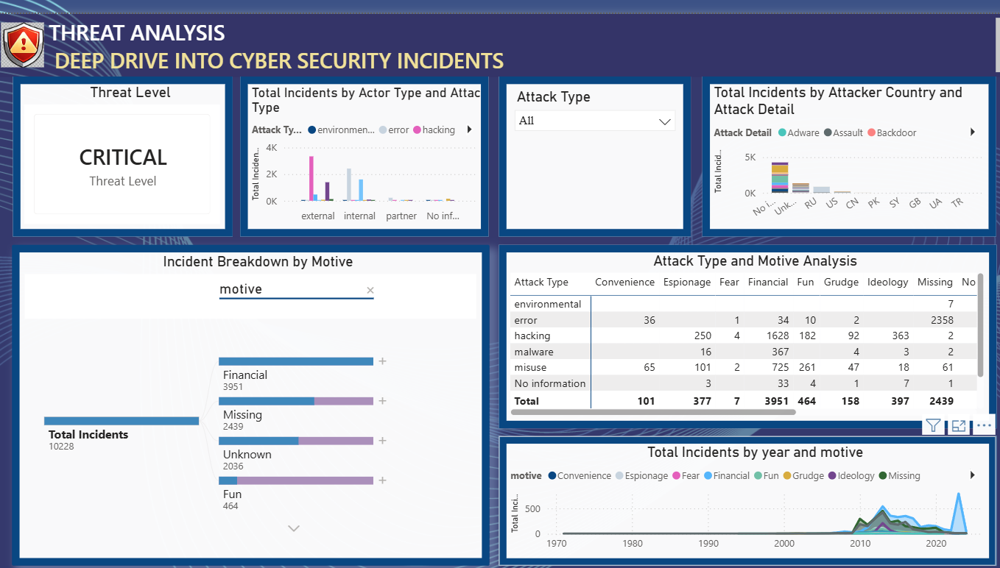 THREAT ANALYSIS
DEEP DRIVE INTO CYBER SECURITY INCIDENTS
Threat Level
CRITICAL
Threat Level
Total Incidents by Actor Type and Attac
Type
Attack Ty... environmen... error hacking
Total Inciden...
4K
2K
0K
external internal partner No inf...
Attack Type
All
Total Incidents by Attacker Country and
Attack Detail
Attack Detail Adware Assault Backdoor
Total Incid...
5K
0K
No i... Unk... RU US CN PK SY GB UA TR
Incident Breakdown by Motive
motive
Total Incidents
10228
Financial
3951
Missing
2439
Unknown
2036
Fun
464
Attack Type and Motive Analysis
Attack Type Convenience Espionage Fear Financial Fun Grudge Ideology Missing No
environmental 7
error 36 1 34 10 2 2358
hacking 250 4 1628 182 92 363 2
malware 16 367 4 3 2
misuse 65 101 2 725 261 47 18 61
No information 3 33 4 1 7 1
Total 101 377 7 3951 464 158 397 2439
Total Incidents by year and motive
motive Convenience Espionage Fear Financial Fun Grudge Ideology Missing
Total Inci...
500
0
1970 1980 1990 2000 2010 2020